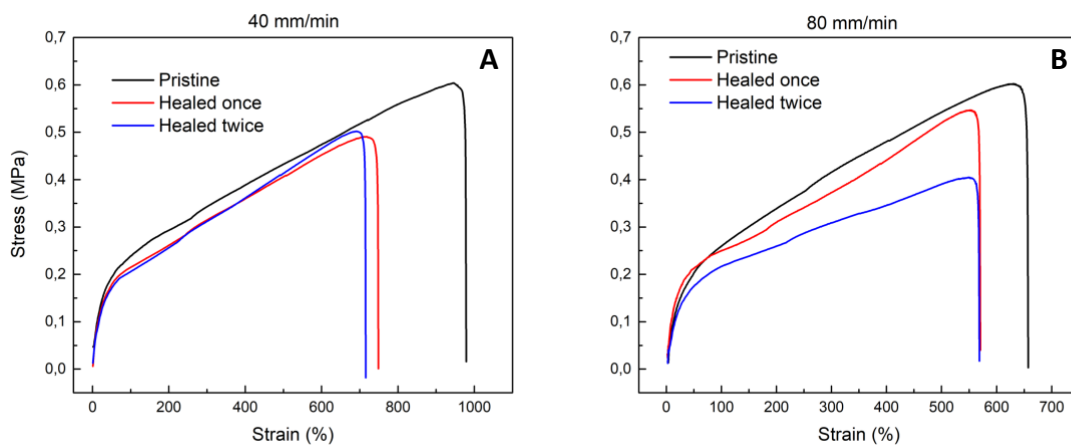 40 mm/min
A
Pristine
Healed once
Healed twice
0,7
0,6
0,5
0,4
0,3
0,2
0,1
0,0
Stress (MPa)
0 200 400 600 800 1000
Strain (%)
80 mm/min
B
Pristine
Healed once
Healed twice
0,7
0,6
0,5
0,4
0,3
0,2
0,1
0,0
0 100 200 300 400 500 600 700
Strain (%)